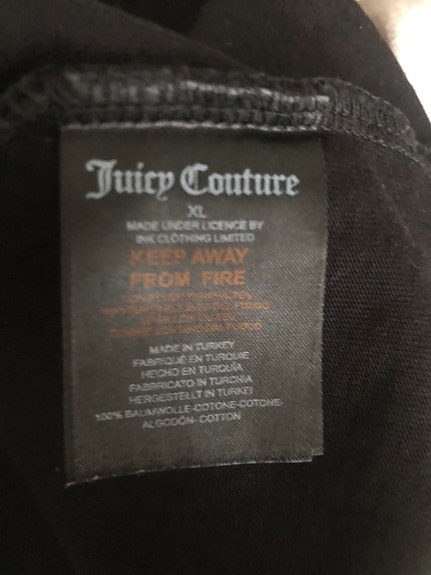 Juicy Couture
XL
MADE UNDER LICENCE BY
INK CLOTHING LIMITED
KEEP AWAY
FROM FIRE
MADE IN TURKEY
FABRIQUÉ EN TURQUIE
HECHO EN TURQUÍA
FABBRICATO IN TURCHIA
HERGESTELLT IN TURKEI
100% BAUMWOLLE-COTONE-COTONE-
ALGODÓN- COTTON